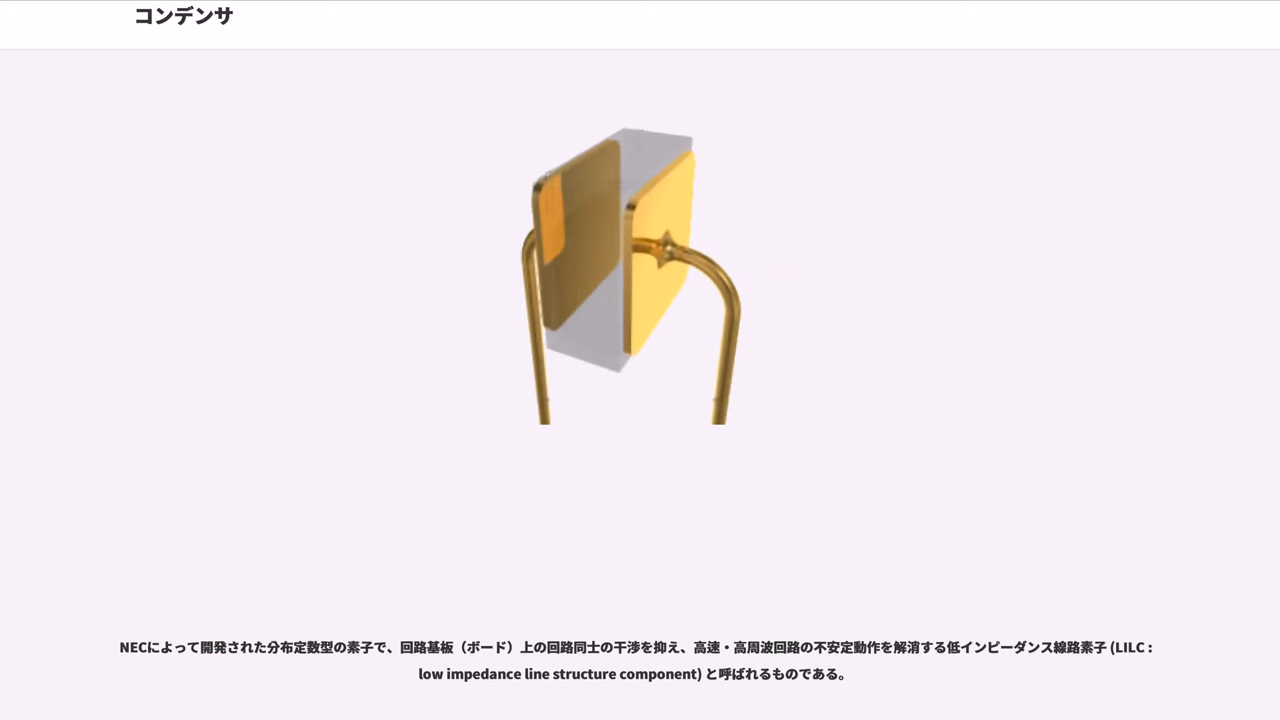 コンデンサ
NECによって開発された分布定数型の素子で、回路基板（ボード）上の回路同士の干渉を抑え、高速・高周波回路の不安定動作を解消する低インピーダンス線路素子 (LILC :
low impedance line structure component) と呼ばれるものである。